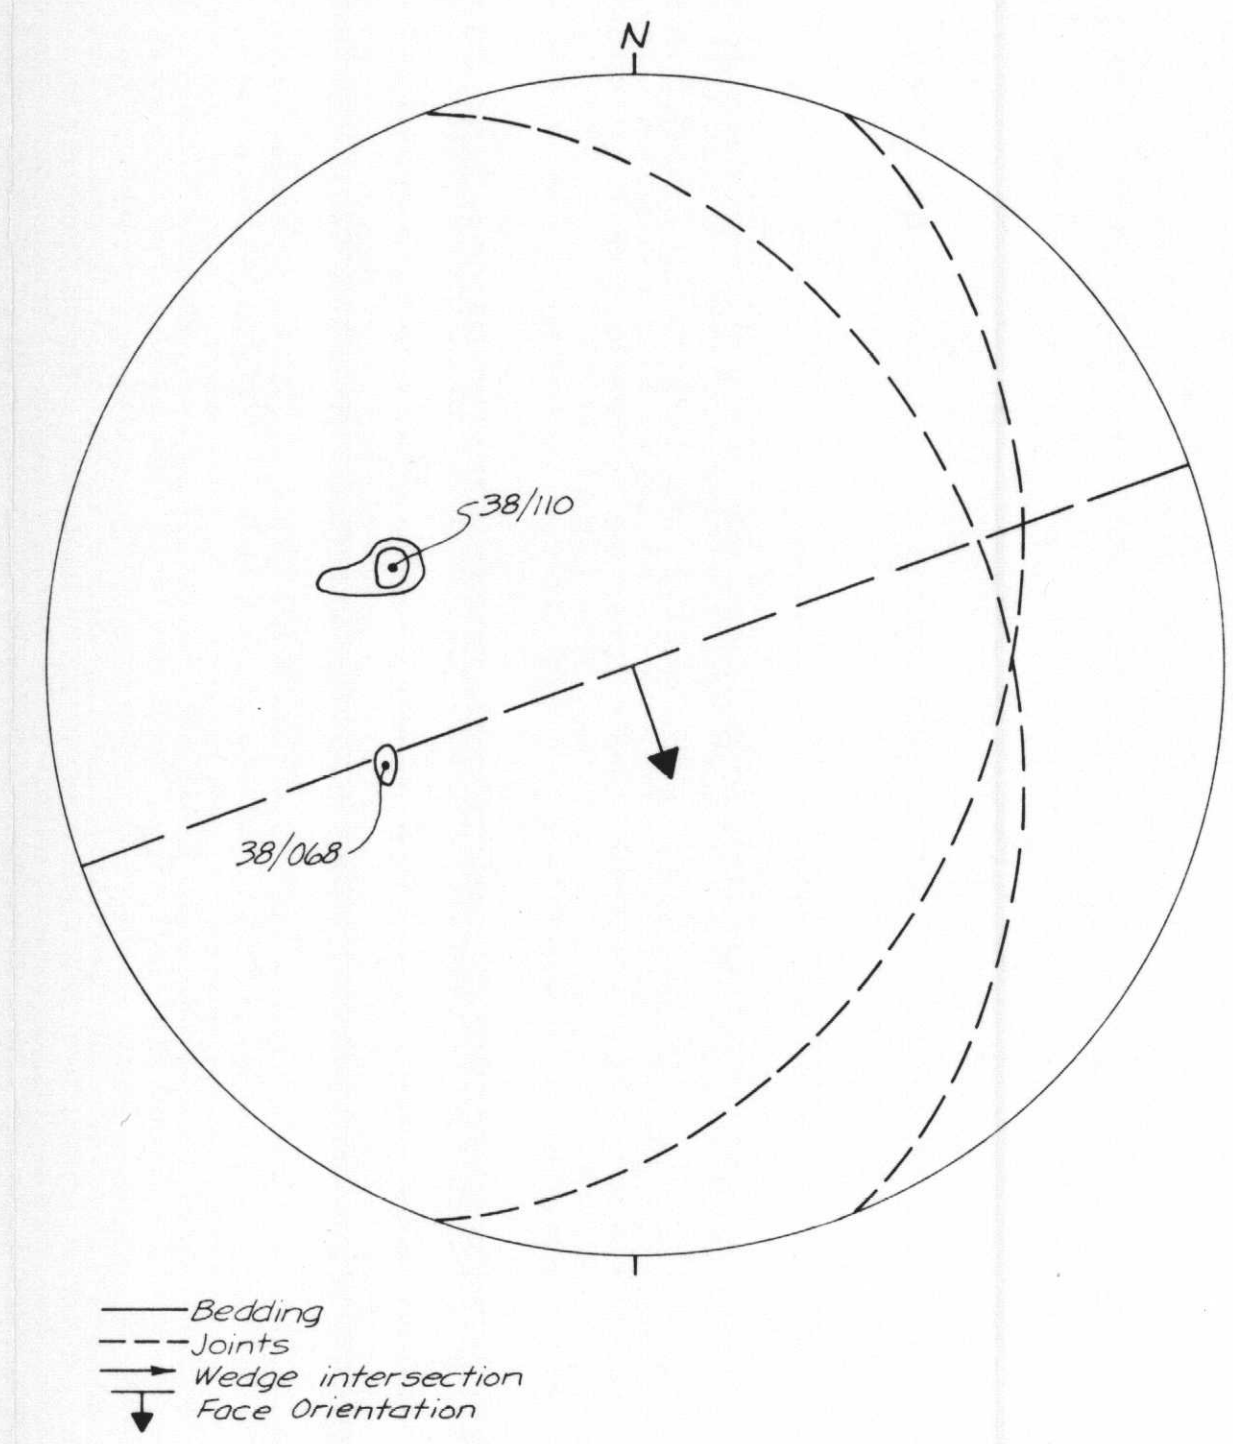 N
38/110
38/068
Bedding
Joints
Wedge intersection
Face Orientation